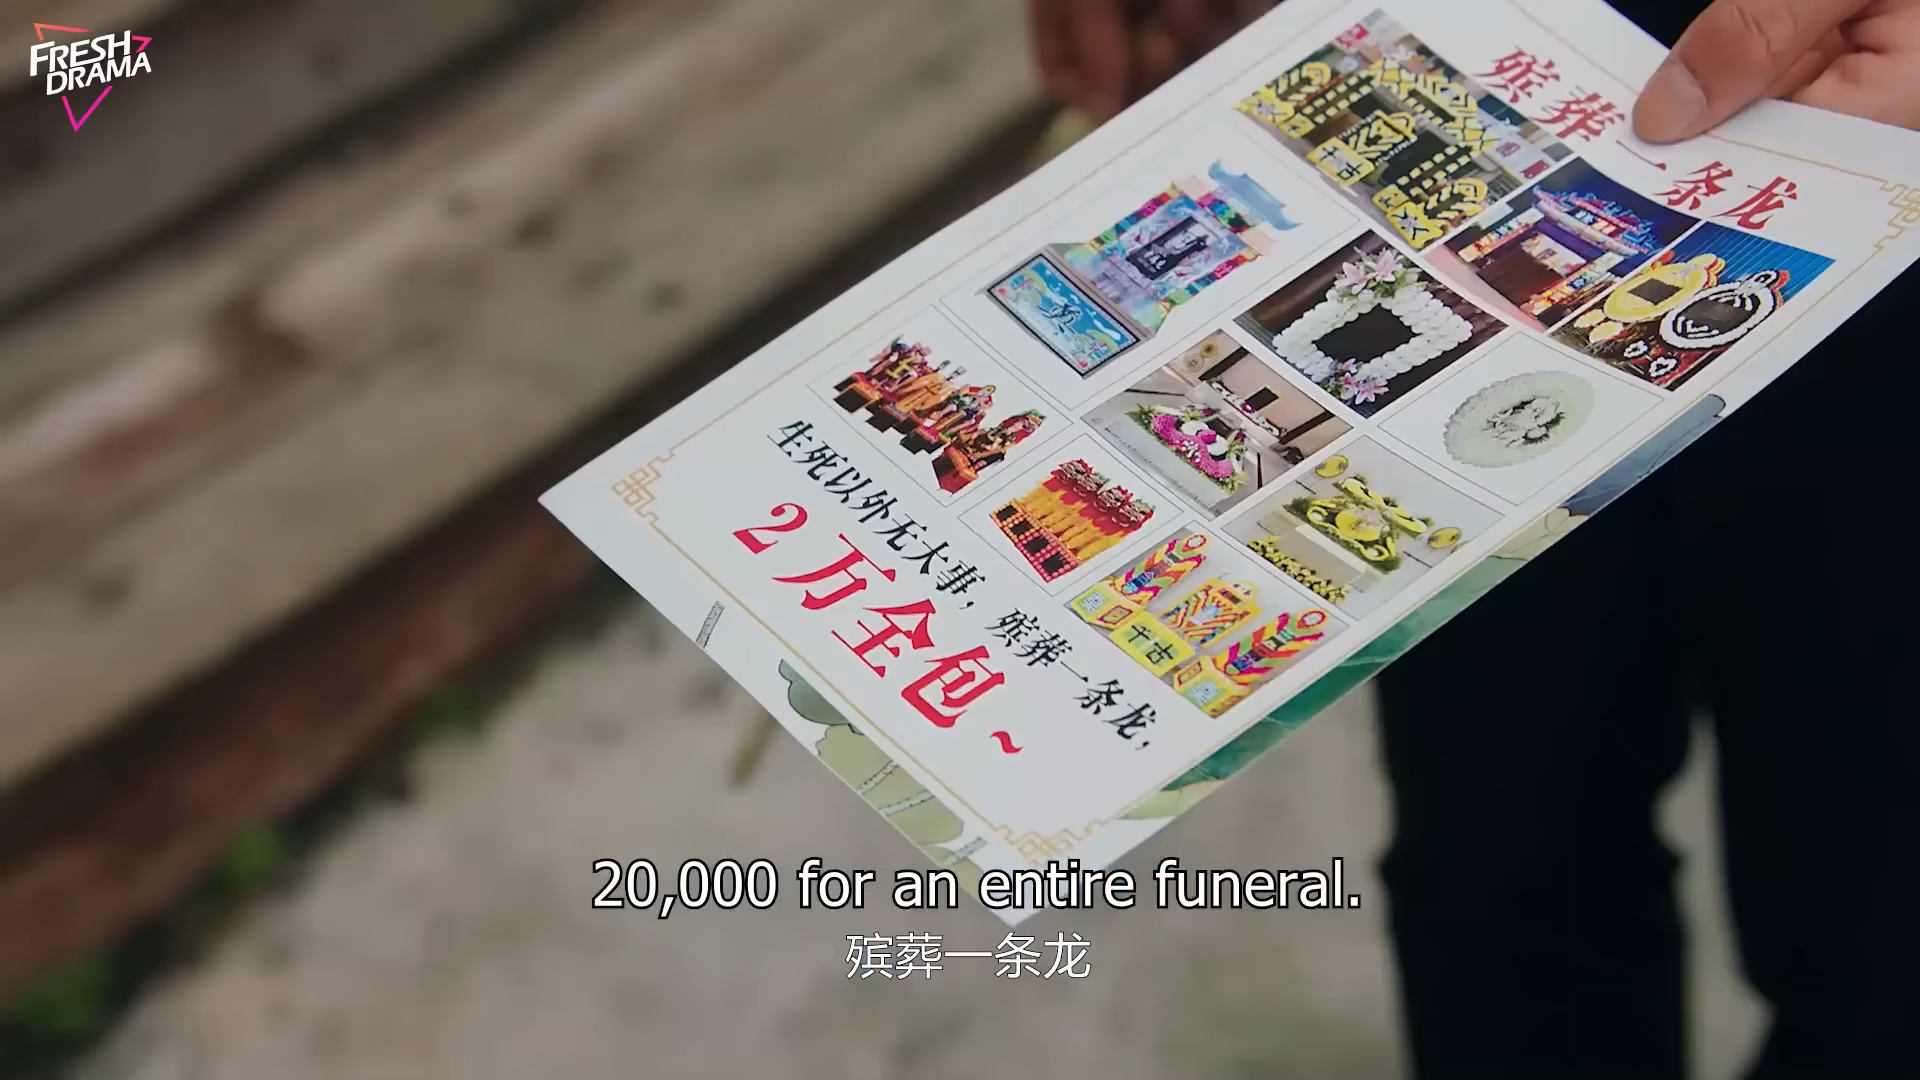 FRESH
DRAMA
殡葬一条龙
千古
千古
奠
生死以外无大事，殡葬一条龙，
2万全包~
20,000 for an entire funeral.
殡葬一条龙